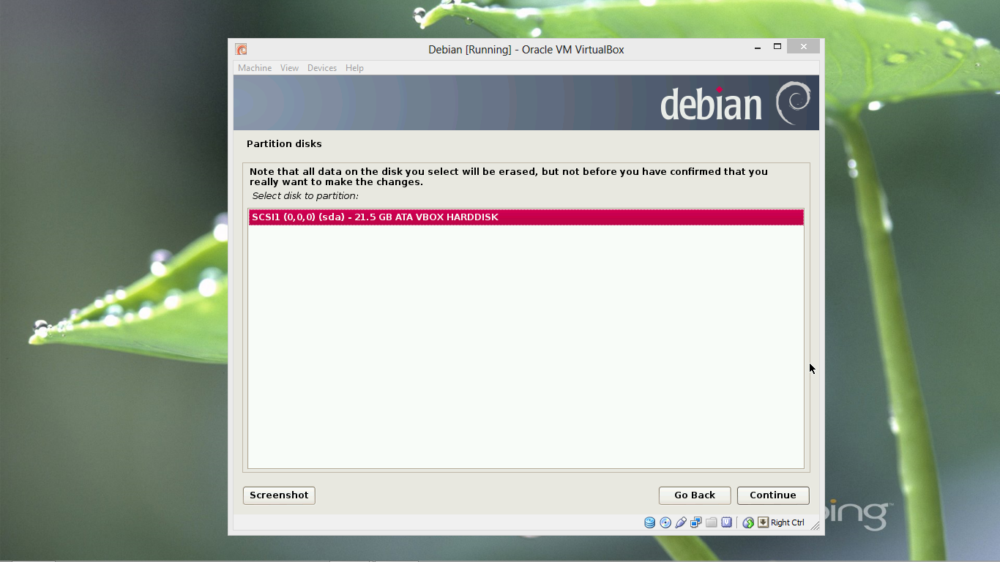 Debian [Running] - Oracle VM VirtualBox
Machine View Devices Help
debian
Partition disks
Note that all data on the disk you select will be erased, but not before you have confirmed that you
really want to make the changes.
Select disk to partition:
SCSI1 (0,0,0) (sda) - 21.5 GB ATA VBOX HARDDISK
Screenshot Go Back Continue
Right Ctrl